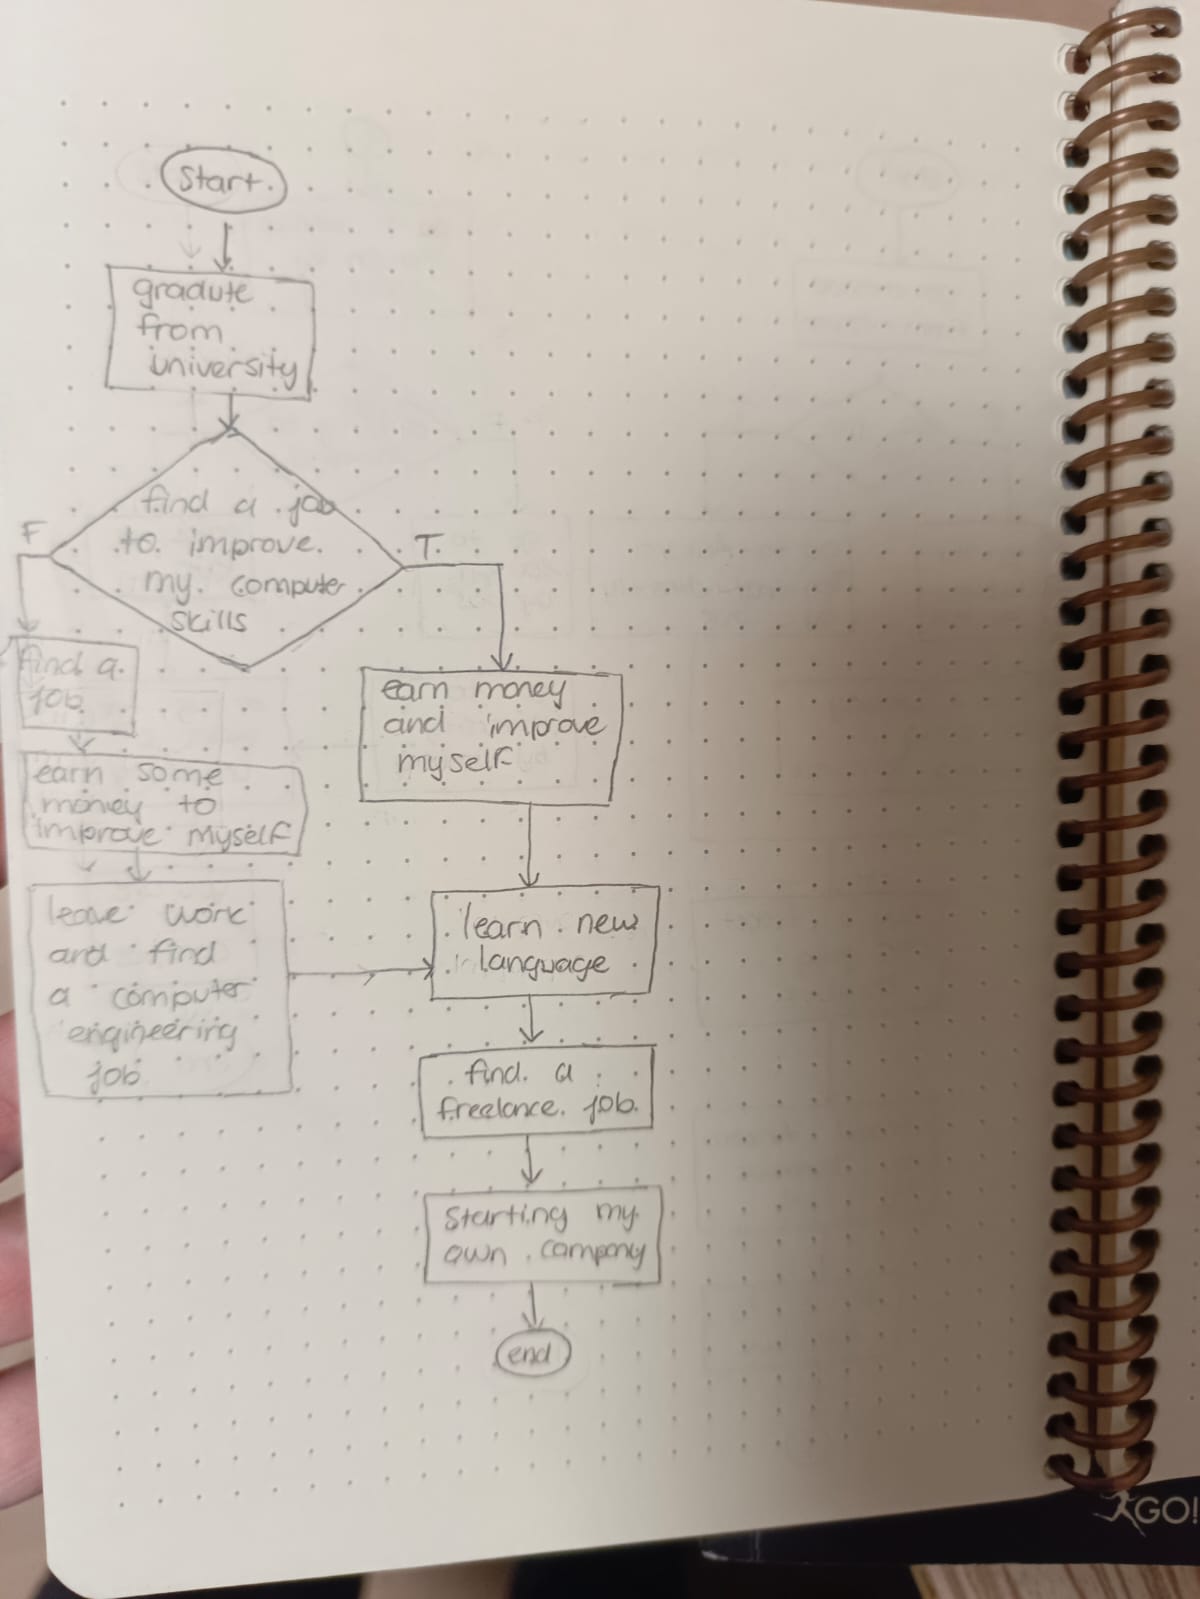 Start.
gradute
from
university
find a job
to improve
my computer
skills
F
T
find a
job
earn some
money to
improve myself
leave work
and find
a computer
engineering
job
earn money
and improve
myself
learn new
language
find a
freelance job.
Starting my
own company
end
GO!